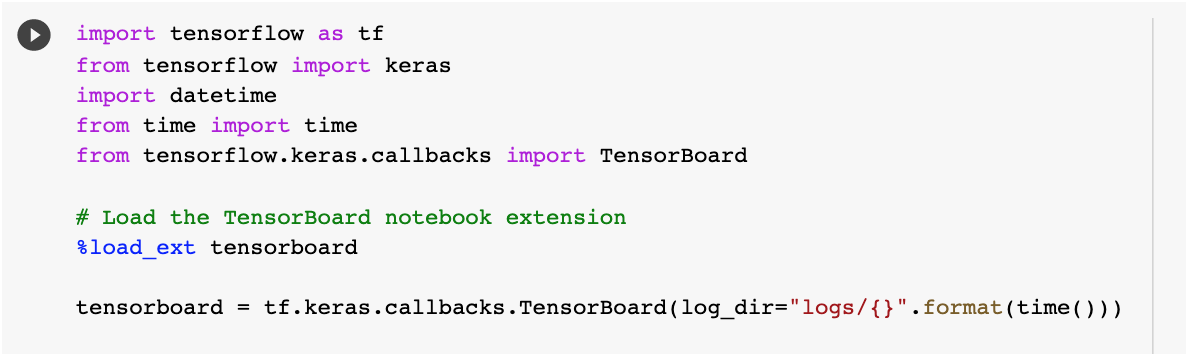 import tensorflow as tf
from tensorflow import keras
import datetime
from time import time
from tensorflow.keras.callbacks import TensorBoard
# Load the TensorBoard notebook extension
%load_ext tensorboard
tensorboard = tf.keras.callbacks.TensorBoard(log_dir="logs/{}".format(time()))